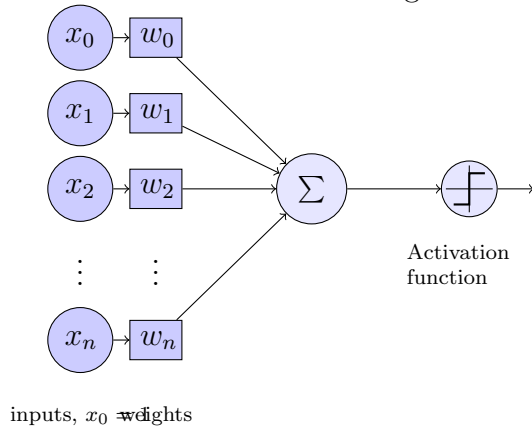 x₀ w₀
x₁ w₁
x₂ w₂
Σ
Activation
function
⋮ ⋮
xₙ wₙ
inputs, x₀ = 1 weights